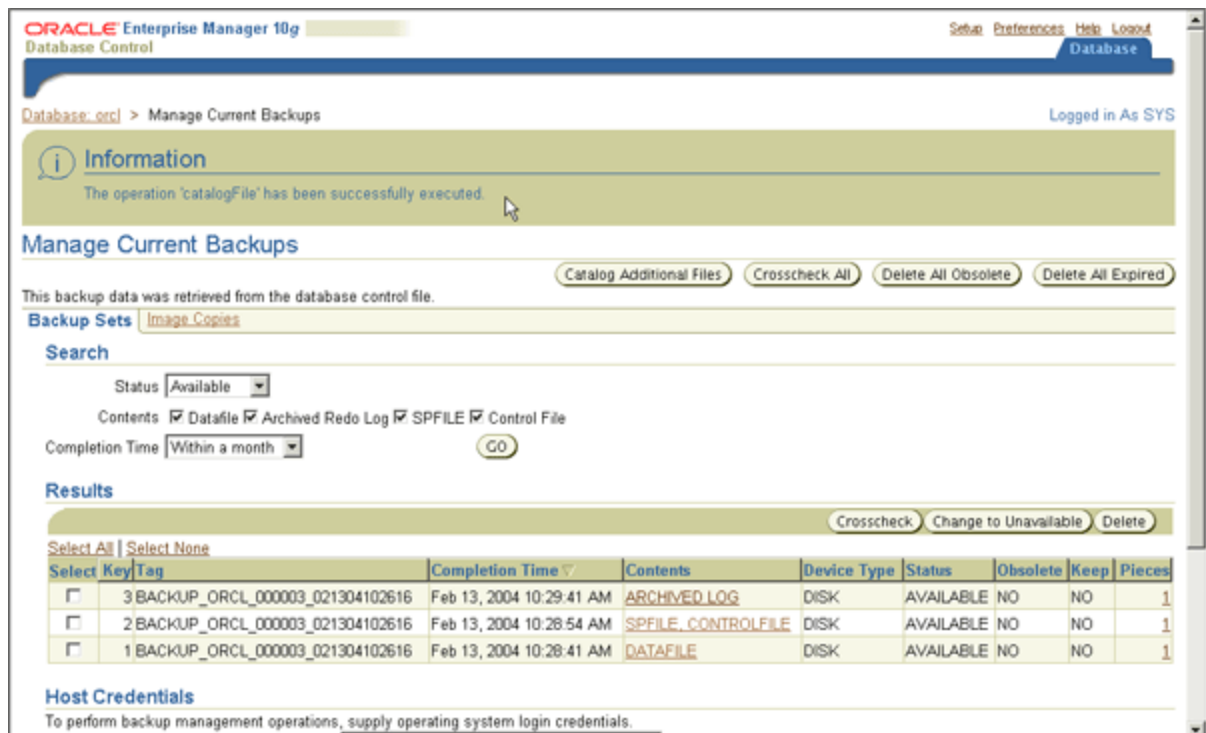 ORACLE Enterprise Manager 10g
Database Control
Setup Preferences Help Logout
Database
Database: orcl > Manage Current Backups
Logged in As SYS
Information
The operation 'catalogFile' has been successfully executed.
Manage Current Backups
Catalog Additional Files Crosscheck All Delete All Obsolete Delete All Expired
This backup data was retrieved from the database control file.
Backup Sets Image Copies
Search
Status Available
Contents Datafile Archived Redo Log SPFILE Control File
Completion Time Within a month GO
Results
Crosscheck Change to Unavailable Delete
Select All | Select None
Select Key Tag Completion Time Contents Device Type Status Obsolete Keep Pieces
3 BACKUP_ORCL_000003_021304102616 Feb 13, 2004 10:29:41 AM ARCHIVED LOG DISK AVAILABLE NO NO 1
2 BACKUP_ORCL_000003_021304102616 Feb 13, 2004 10:28:54 AM SPFILE, CONTROLFILE DISK AVAILABLE NO NO 1
1 BACKUP_ORCL_000003_021304102616 Feb 13, 2004 10:28:41 AM DATAFILE DISK AVAILABLE NO NO 1
Host Credentials
To perform backup management operations, supply operating system login credentials.